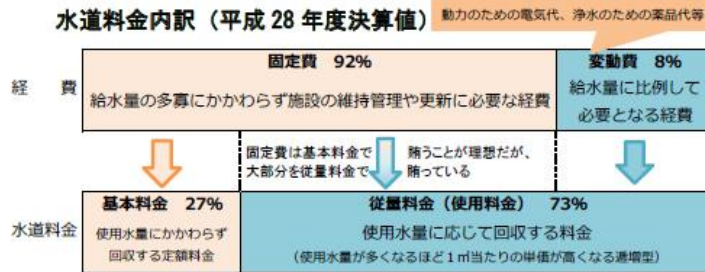 水道料金内訳（平成28年度決算値）
動力のための電気代、浄水のための薬品代等
経　費
固定費　92%
給水量の多寡にかかわらず施設の維持管理や更新に必要な経費
変動費　8%
給水量に比例して
必要となる経費
固定費は基本料金で　賄うことが理想だが、
大部分を従量料金で　賄っている
水道料金
基本料金　27%
使用水量にかかわらず
回収する定額料金
従量料金（使用料金）　73%
使用水量に応じて回収する料金
（使用水量が多くなるほど1㎥当たりの単価が高くなる逓増型）